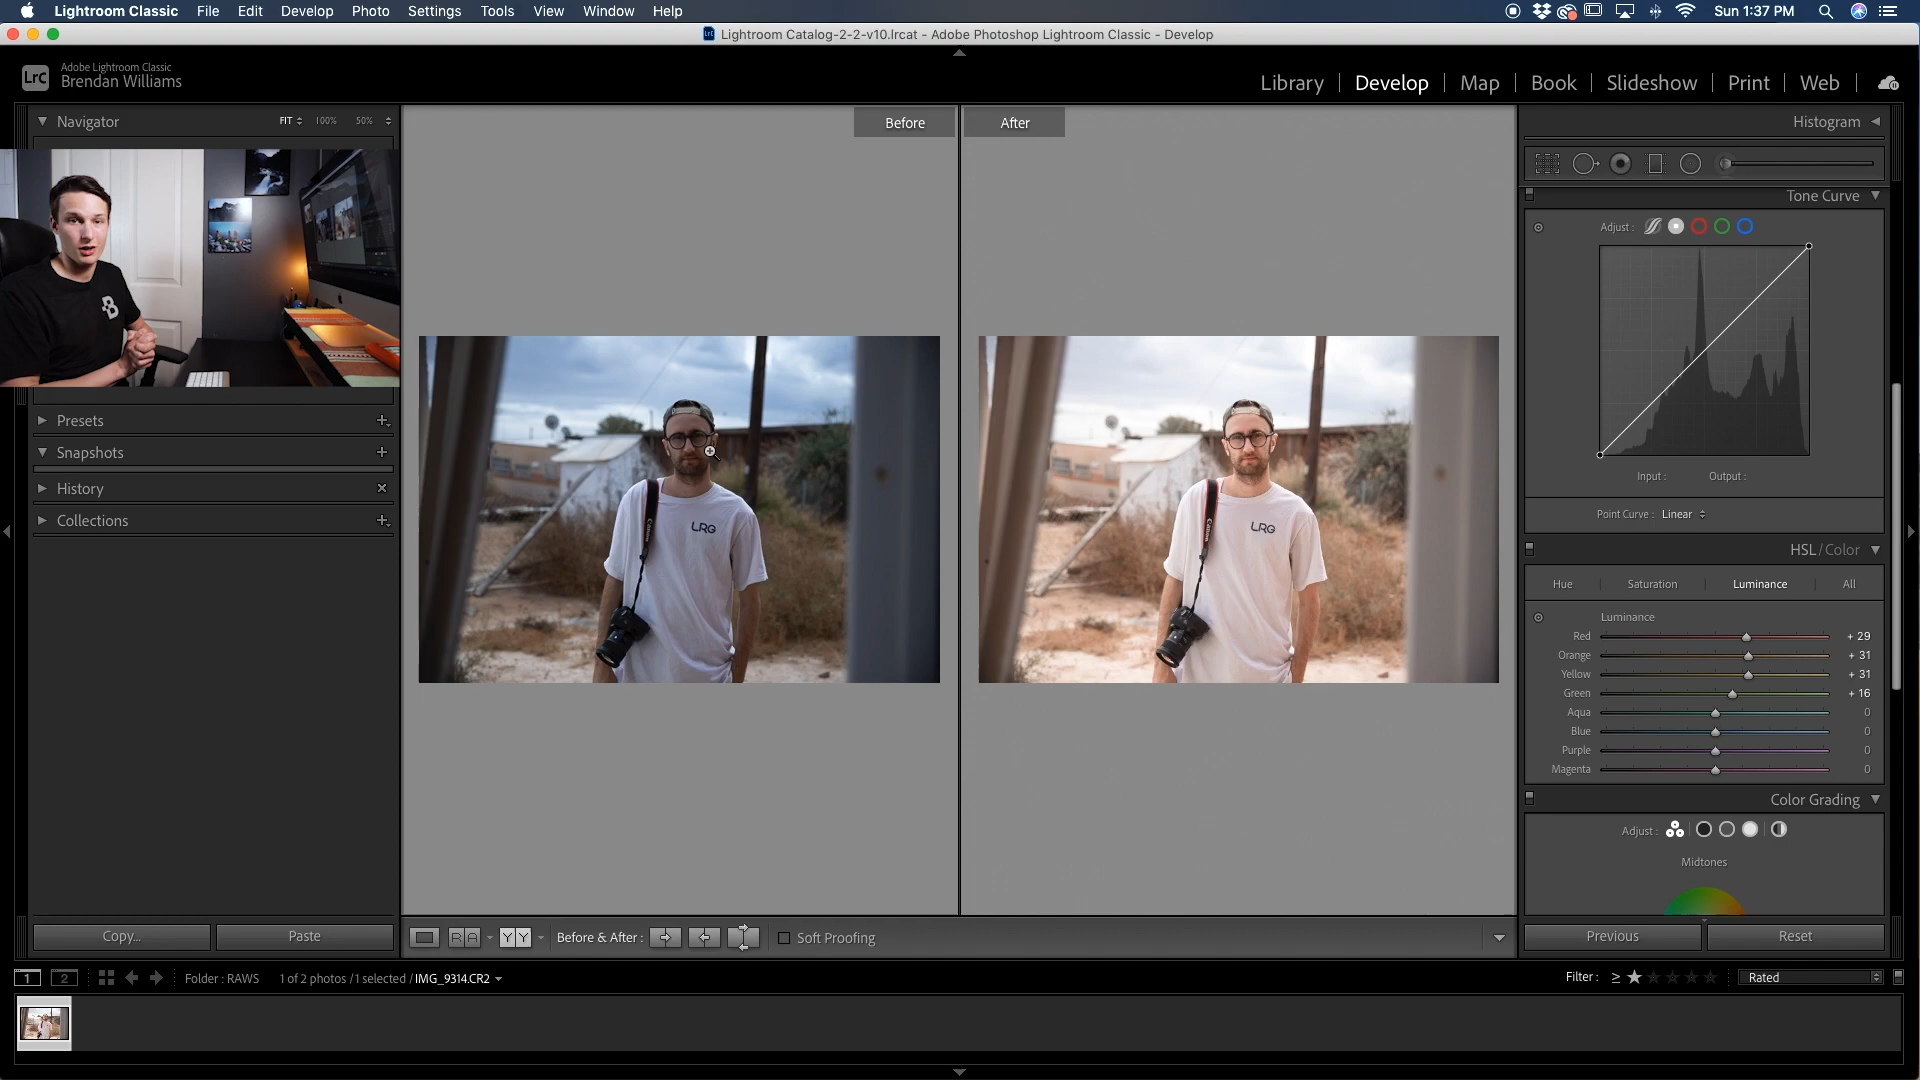 Lightroom Classic File Edit Develop Photo Settings Tools View Window Help Sun 1:37 PM
Lightroom Catalog-2-2-v10.lrcat - Adobe Photoshop Lightroom Classic - Develop
LrC
Adobe Lightroom Classic
Brendan Williams
Library | Develop | Map | Book | Slideshow | Print | Web
Navigator FIT 100% 50%
Presets
Snapshots
History
Collections
Copy... Paste
Before After
LRG
Canon
LRG
Histogram
Tone Curve
Adjust :
Input : Output :
Point Curve : Linear
HSL / Color
Hue Saturation Luminance All
Luminance
Red + 29
Orange + 31
Yellow + 31
Green + 16
Aqua 0
Blue 0
Purple 0
Magenta 0
Color Grading
Adjust :
Midtones
Previous Reset
R A Y Y Before & After : Soft Proofing
1 2 Folder : RAWS 1 of 2 photos / 1 selected / IMG_9314.CR2 Filter : ≥ Rated